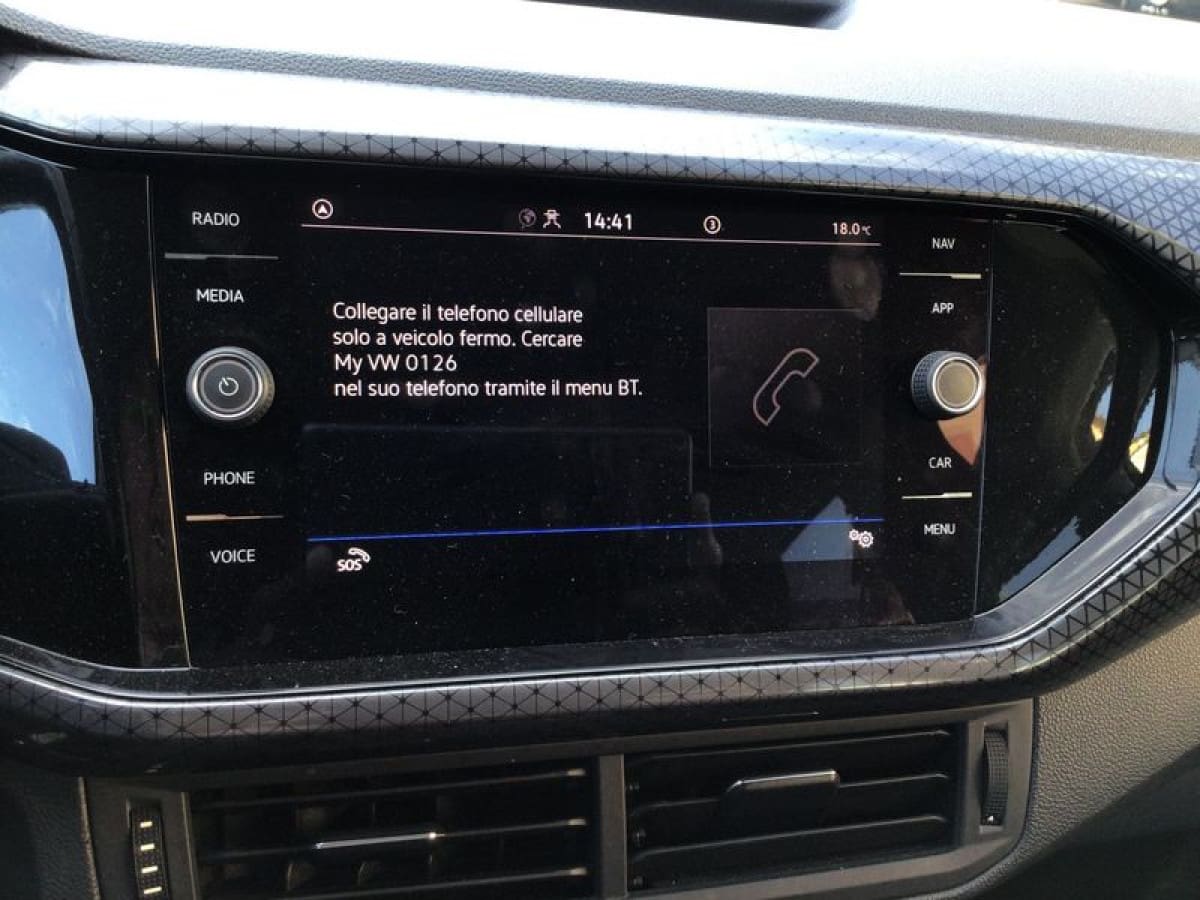 RADIO
MEDIA
PHONE
VOICE
14:41
3
18.0°C
Collegare il telefono cellulare
solo a veicolo fermo. Cercare
My VW 0126
nel suo telefono tramite il menu BT.
SOS
NAV
APP
CAR
MENU